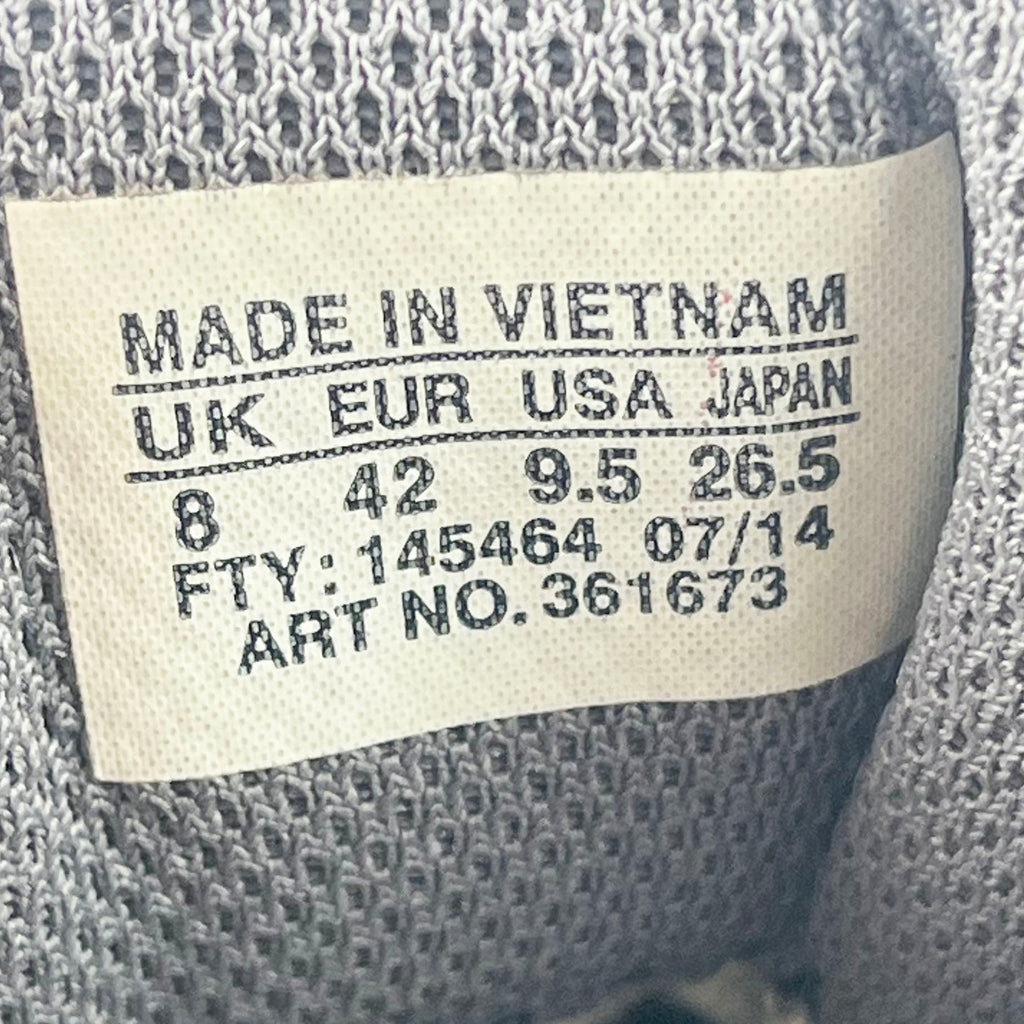 MADE IN VIETNAM
UK EUR USA JAPAN
8 42 9.5 26.5
FTY: 145464 07/14
ART NO. 361673